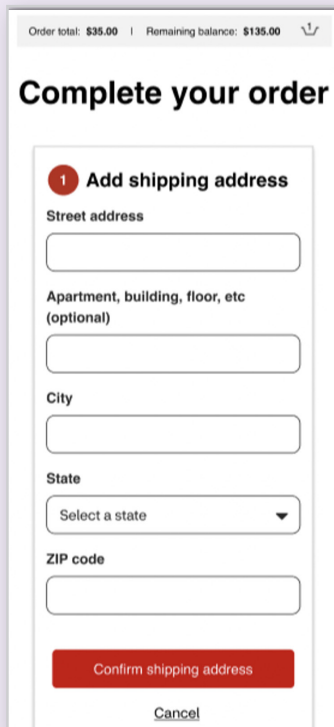 Order total: $35.00 | Remaining balance: $135.00 1
Complete your order
1 Add shipping address
Street address
Apartment, building, floor, etc
(optional)
City
State
Select a state
ZIP code
Confirm shipping address
Cancel